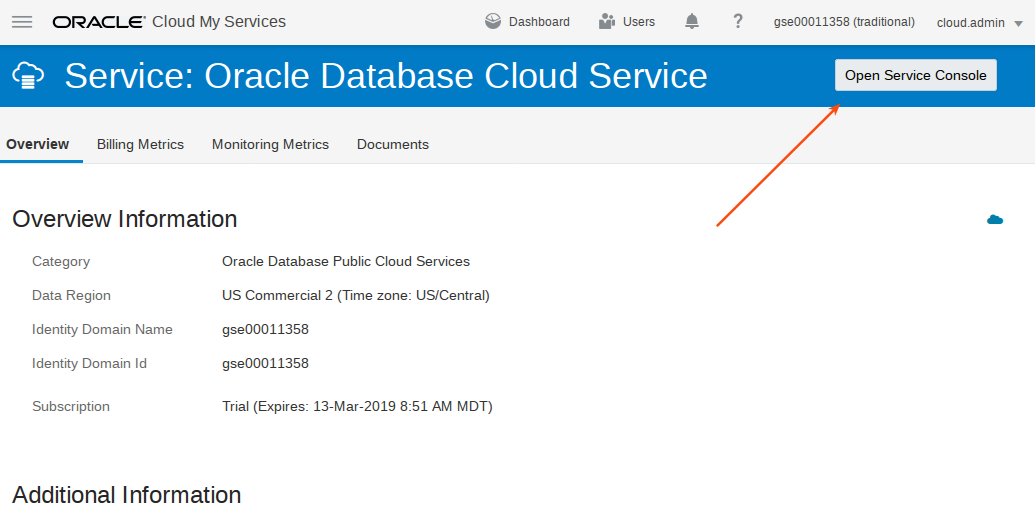 ORACLE Cloud My Services Dashboard Users ? gse00011358 (traditional) cloud.admin
Service: Oracle Database Cloud Service Open Service Console
Overview Billing Metrics Monitoring Metrics Documents
Overview Information
Category Oracle Database Public Cloud Services
Data Region US Commercial 2 (Time zone: US/Central)
Identity Domain Name gse00011358
Identity Domain Id gse00011358
Subscription Trial (Expires: 13-Mar-2019 8:51 AM MDT)
Additional Information